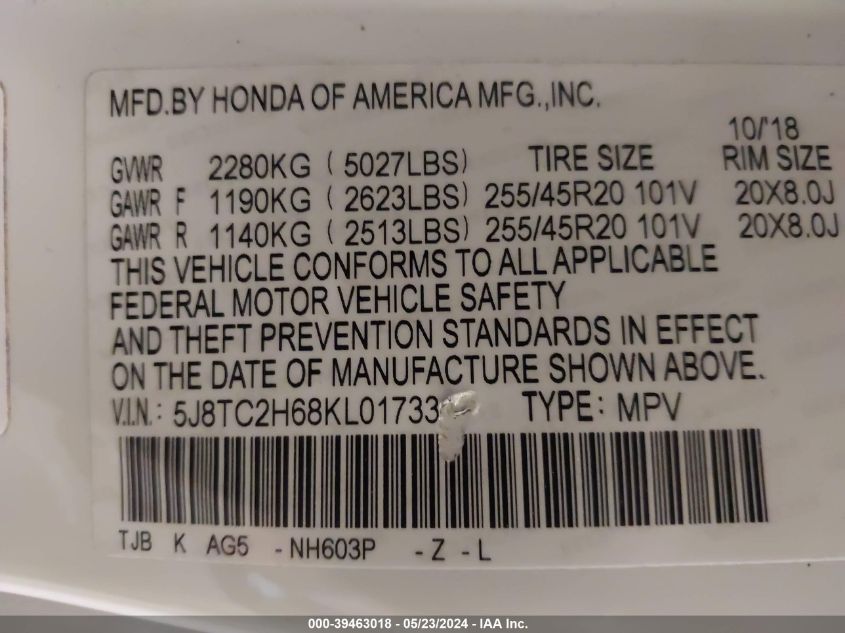 MFD.BY HONDA OF AMERICA MFG.,INC.
10/'18
GVWR 2280KG ( 5027LBS) TIRE SIZE RIM SIZE
GAWR F 1190KG ( 2623LBS) 255/45R20 101V 20X8.0J
GAWR R 1140KG ( 2513LBS) 255/45R20 101V 20X8.0J
THIS VEHICLE CONFORMS TO ALL APPLICABLE
FEDERAL MOTOR VEHICLE SAFETY
AND THEFT PREVENTION STANDARDS IN EFFECT
ON THE DATE OF MANUFACTURE SHOWN ABOVE.
V.I.N.: 5J8TC2H68KL01733 TYPE: MPV
TJB K AG5 -NH603P -Z -L
000-39463018 - 05/23/2024 - IAA Inc.